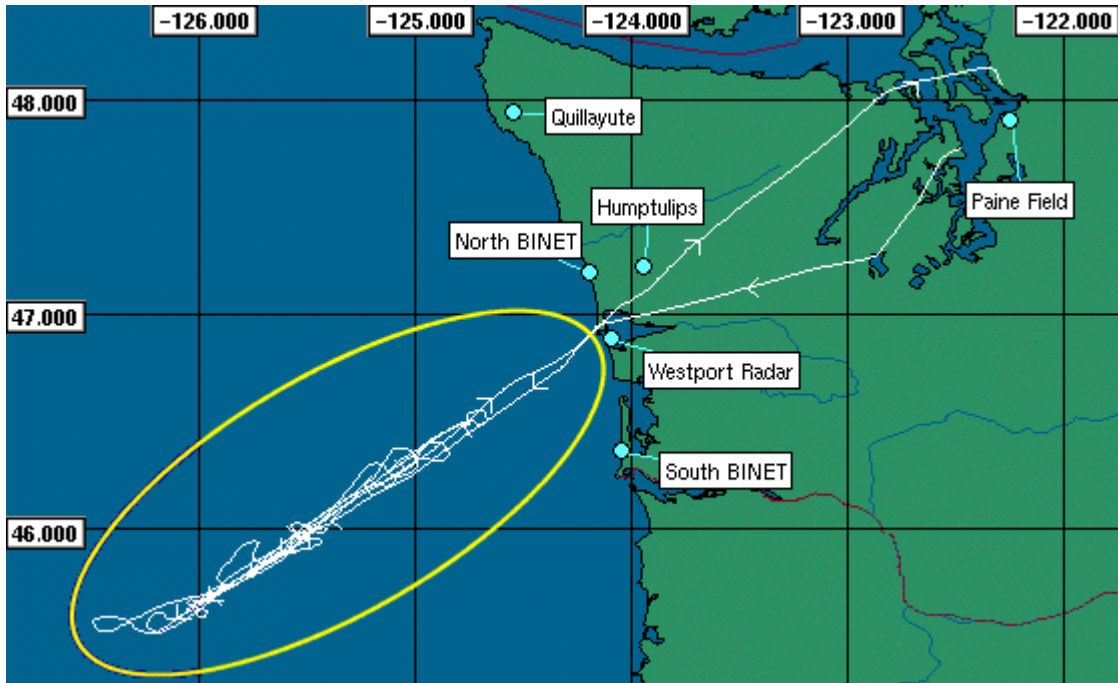 -126.000
-125.000
-124.000
-123.000
-122.000
48.000
Quillayute
Humptulips
Paine Field
North BINET
47.000
Westport Radar
South BINET
46.000